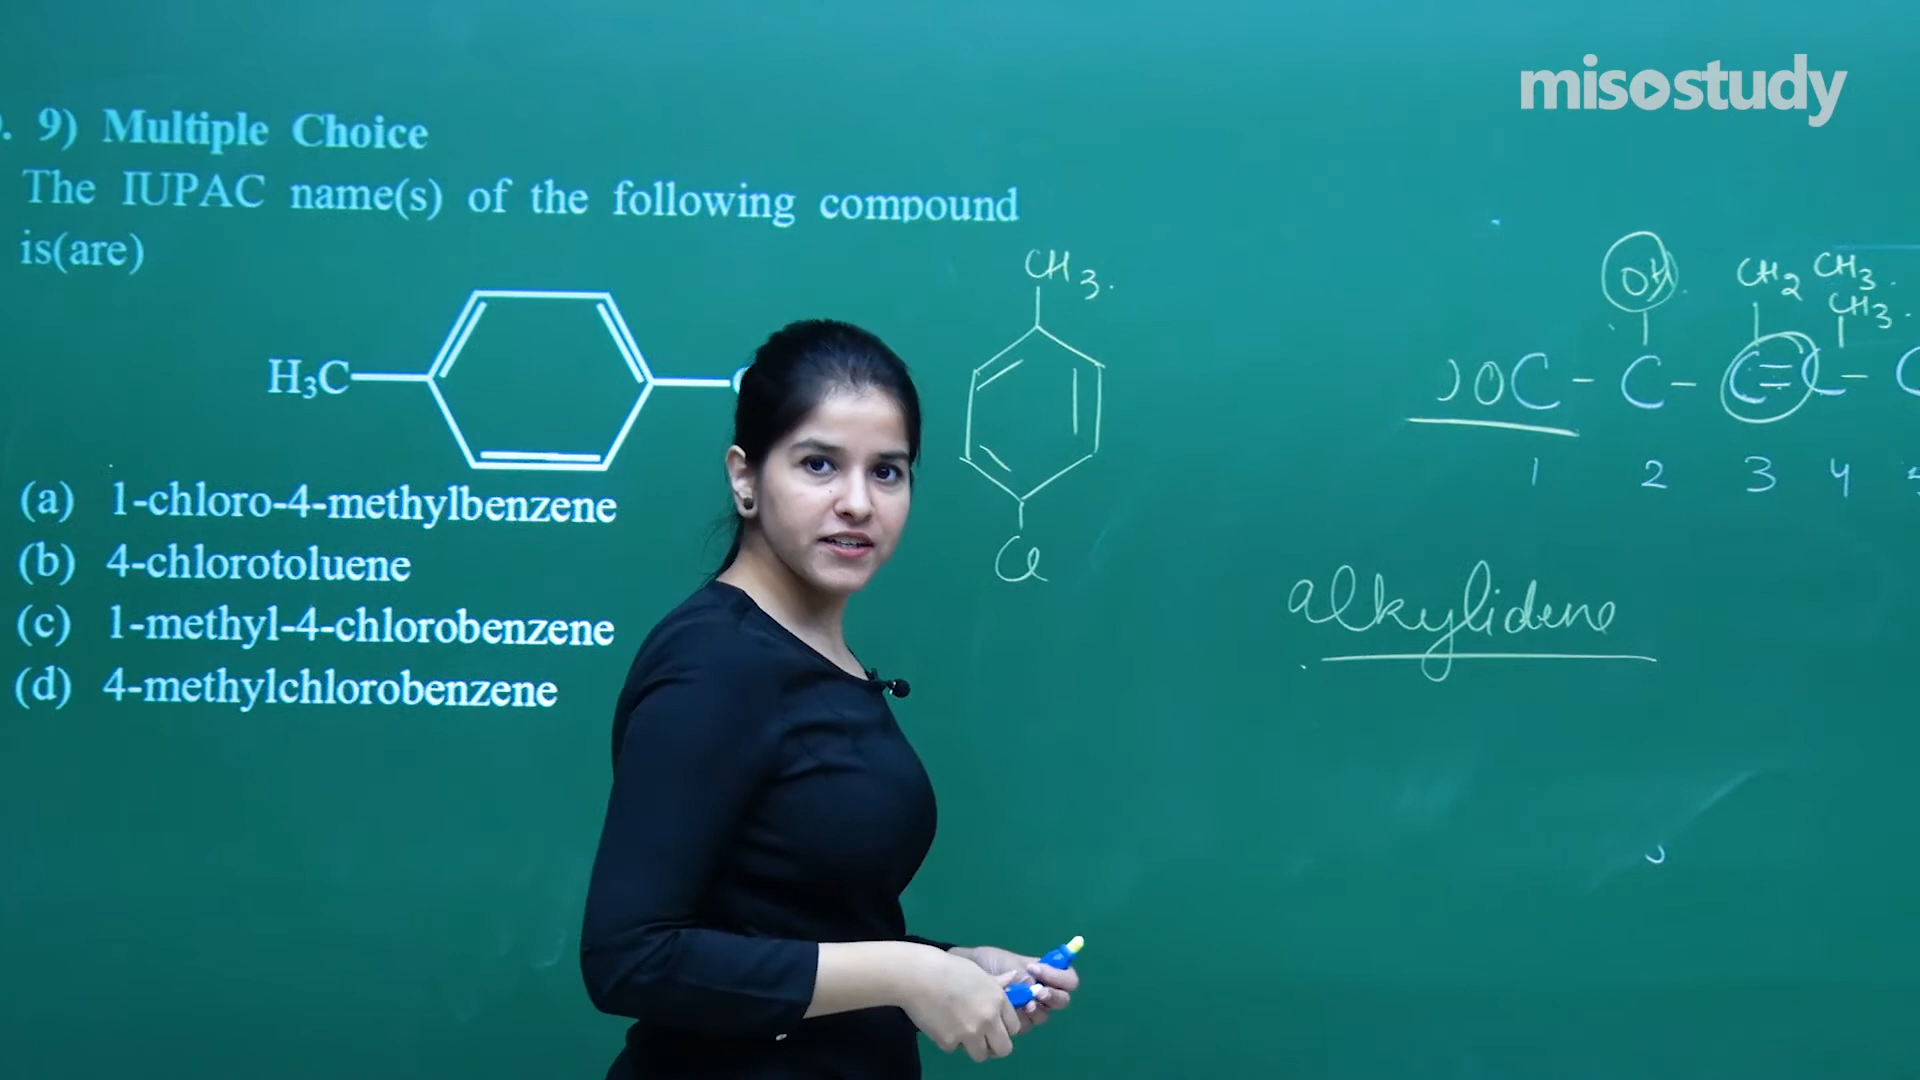 misostudy
. 9) Multiple Choice
The IUPAC name(s) of the following compound
is(are)
H₃C
(a) 1-chloro-4-methylbenzene
(b) 4-chlorotoluene
(c) 1-methyl-4-chlorobenzene
(d) 4-methylchlorobenzene
CH3.
Cl
OH CH2 CH3.
CH3.
OC - C - C = C - C
1 2 3 4 5
alkylidene